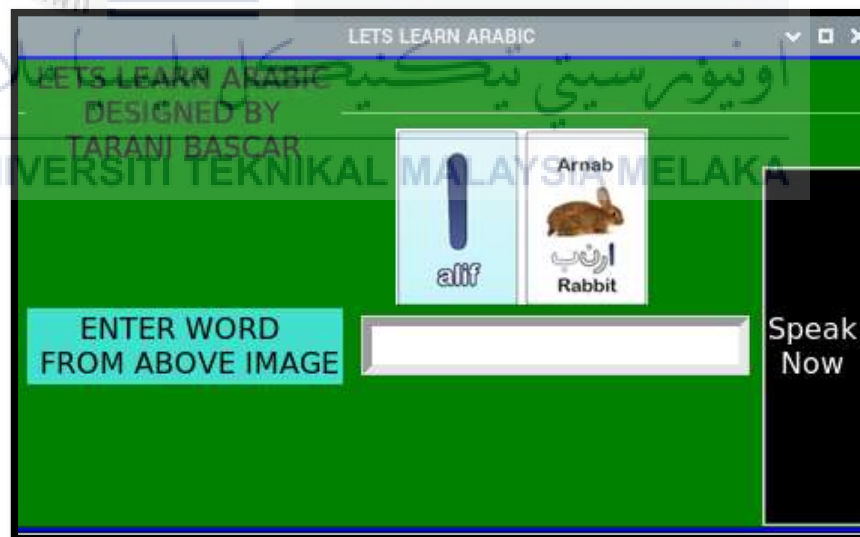 LETS LEARN ARABIC
اونيۏرسيتي تيكنيكل مليسيا ملاك
LETS LEARN ARABIC
DESIGNED BY
TARANI BASCAR
UNIVERSITI TEKNIKAL MALAYSIA MELAKA
alif
ا
Arnab
ارنب
Rabbit
ENTER WORD
FROM ABOVE IMAGE
Speak
Now